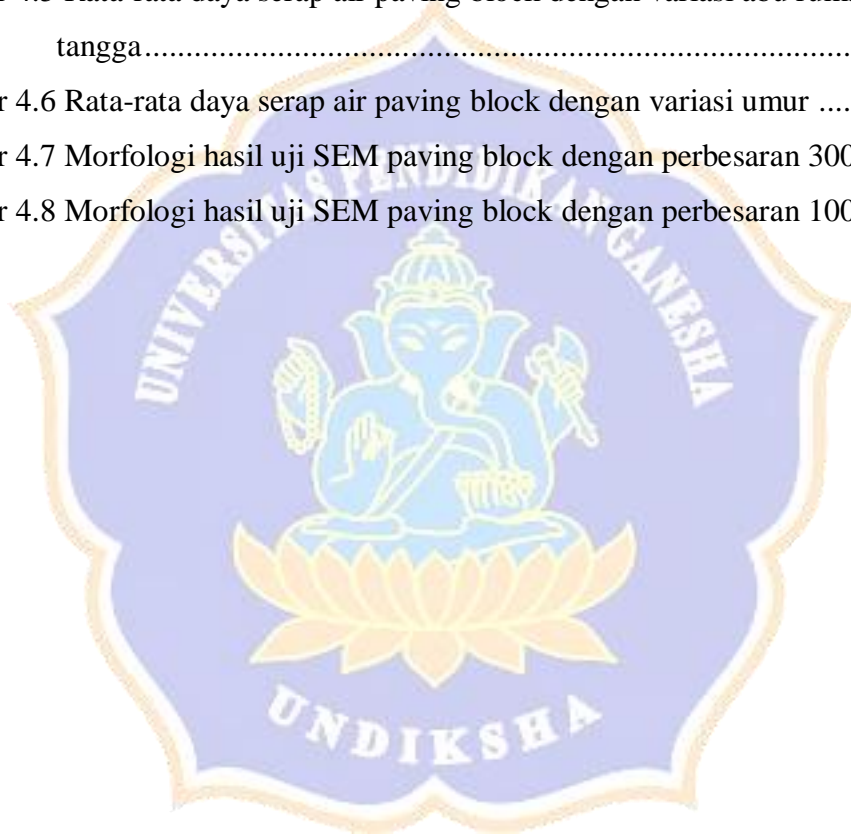 tangga....................................................................................
4.6 Rata-rata daya serap air paving block dengan variasi umur ....
4.7 Morfologi hasil uji SEM paving block dengan perbesaran 300
4.8 Morfologi hasil uji SEM paving block dengan perbesaran 100
UNIVERSITAS PENDIDIKAN GANESHA
UNDIKSHA